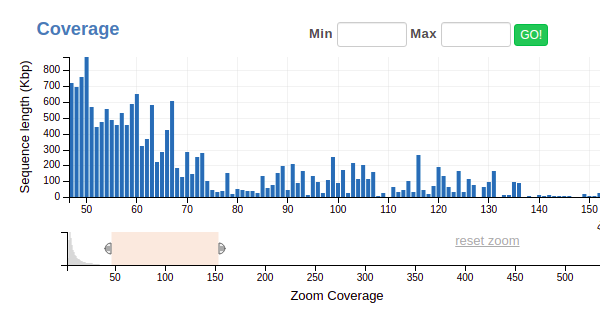 Coverage
Min Max GO!
Sequence length (Kbp)
800
700
600
500
400
300
200
100
0
50 60 70 80 90 100 110 120 130 140 150
reset zoom
50 100 150 200 250 300 350 400 450 500
Zoom Coverage